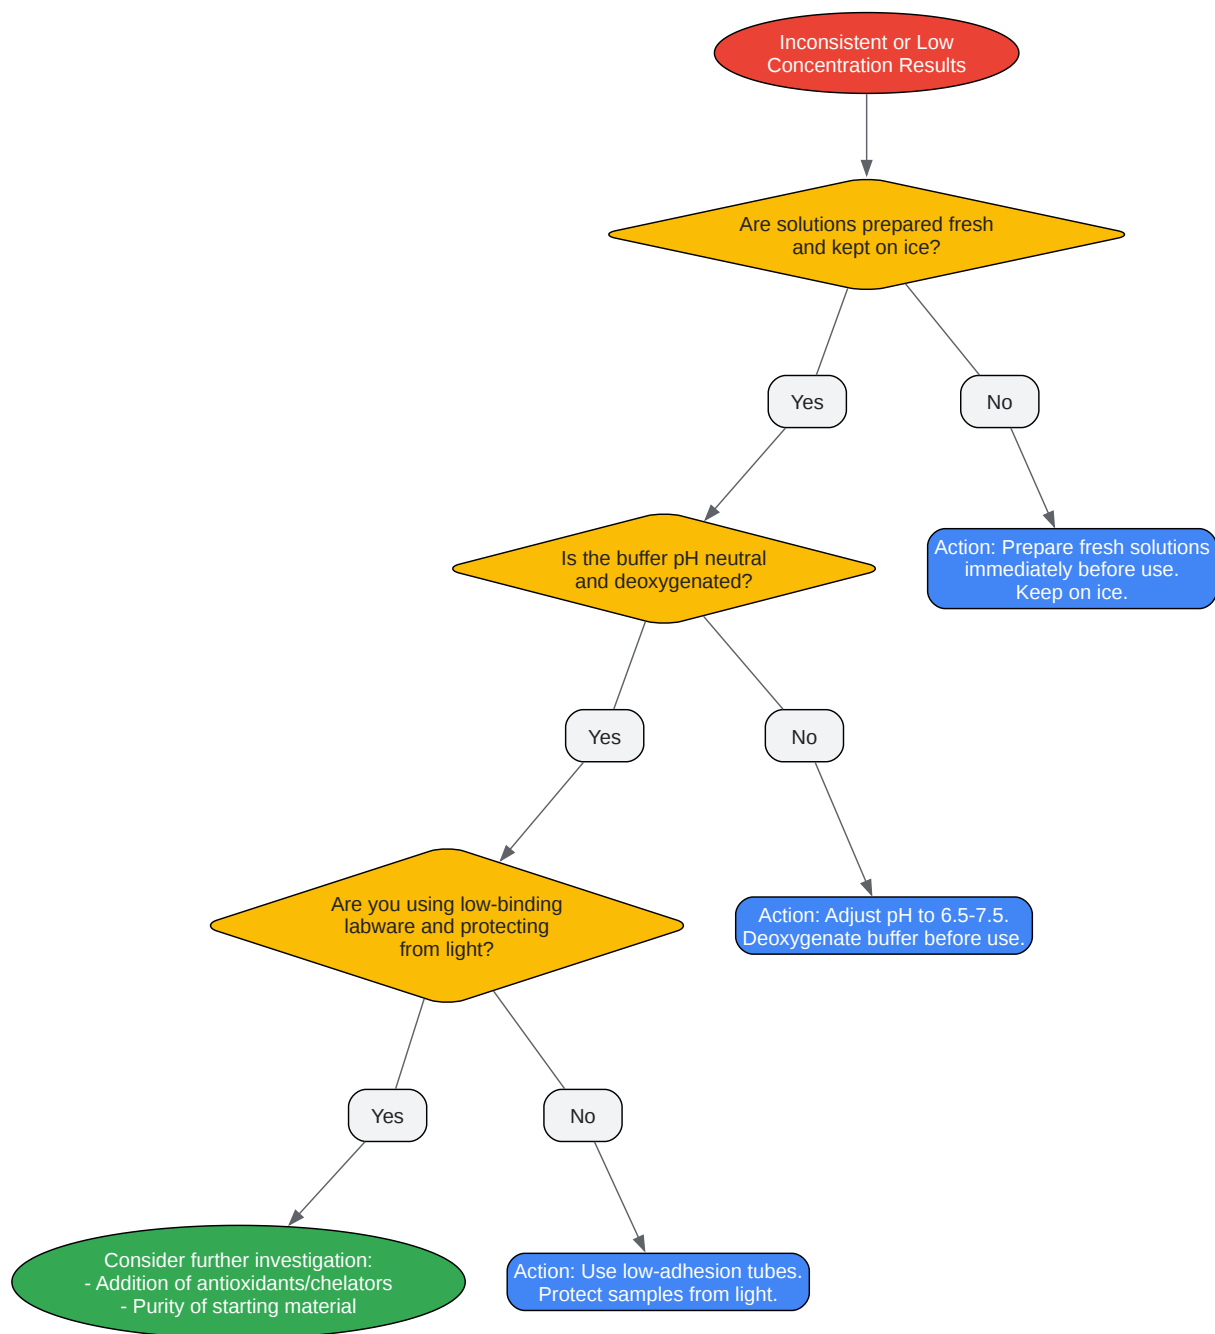 Inconsistent or Low
Concentration Results
Are solutions prepared fresh
and kept on ice?
Yes
No
Action: Prepare fresh solutions
immediately before use.
Keep on ice.
Is the buffer pH neutral
and deoxygenated?
Yes
No
Action: Adjust pH to 6.5-7.5.
Deoxygenate buffer before use.
Are you using low-binding
labware and protecting
from light?
Yes
No
Consider further investigation:
- Addition of antioxidants/chelators
- Purity of starting material
Action: Use low-adhesion tubes.
Protect samples from light.